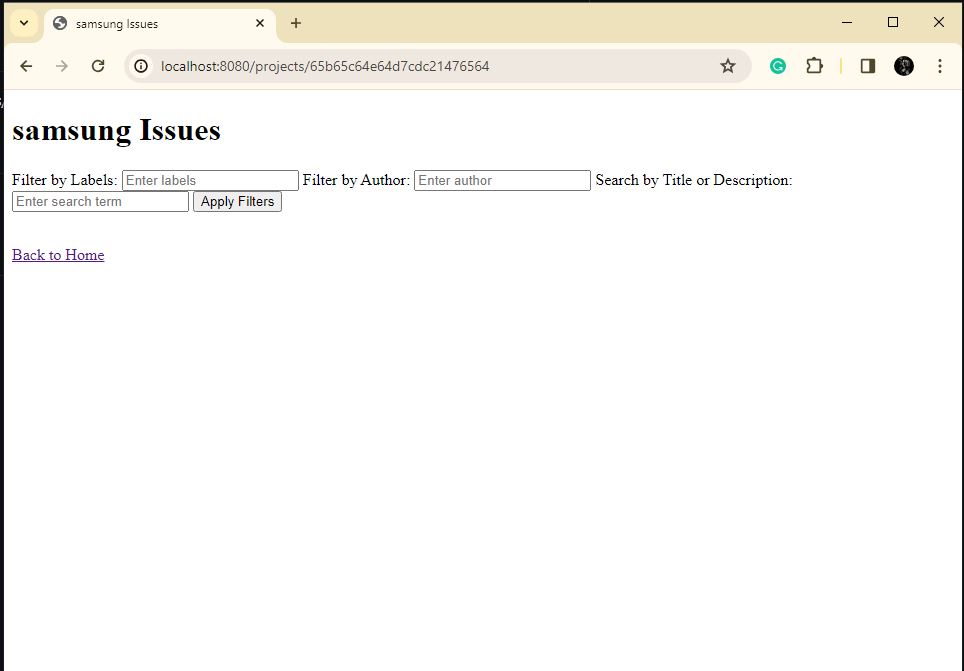 samsung Issues
localhost:8080/projects/65b65c64e64d7cdc21476564
samsung Issues
Filter by Labels: Enter labels Filter by Author: Enter author Search by Title or Description:
Enter search term Apply Filters
Back to Home